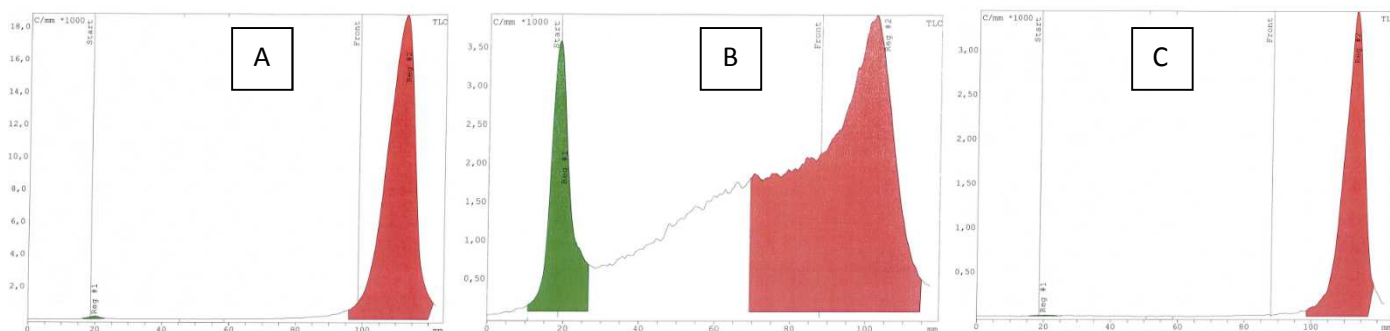 C/mm *1000
TLC
18,0
16,0
14,0
12,0
10,0
8,0
6,0
4,0
2,0
Start
Front
A
Reg #1
Reg #2
0
20
40
60
80
100
mm
C/mm *1000
TLC
3,50
3,00
2,50
2,00
1,50
1,00
0,50
Start
Front
B
Reg #1
Reg #2
0
20
40
60
80
100
mm
C/mm *1000
TLC
3,00
2,50
2,00
1,50
1,00
0,50
Start
Front
C
Reg #1
Reg #2
0
20
40
60
80
100